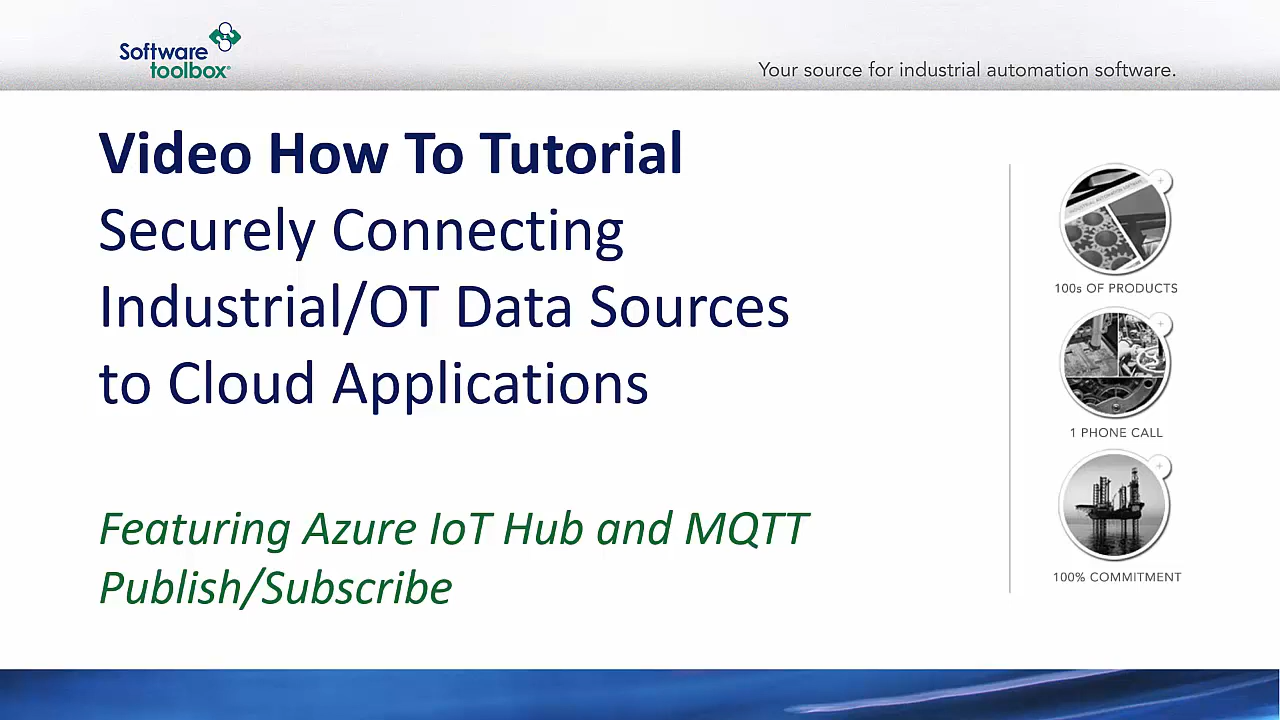 Software
toolbox®
Your source for industrial automation software.
Video How To Tutorial
Securely Connecting
Industrial/OT Data Sources
to Cloud Applications
Featuring Azure IoT Hub and MQTT
Publish/Subscribe
100s OF PRODUCTS
1 PHONE CALL
100% COMMITMENT